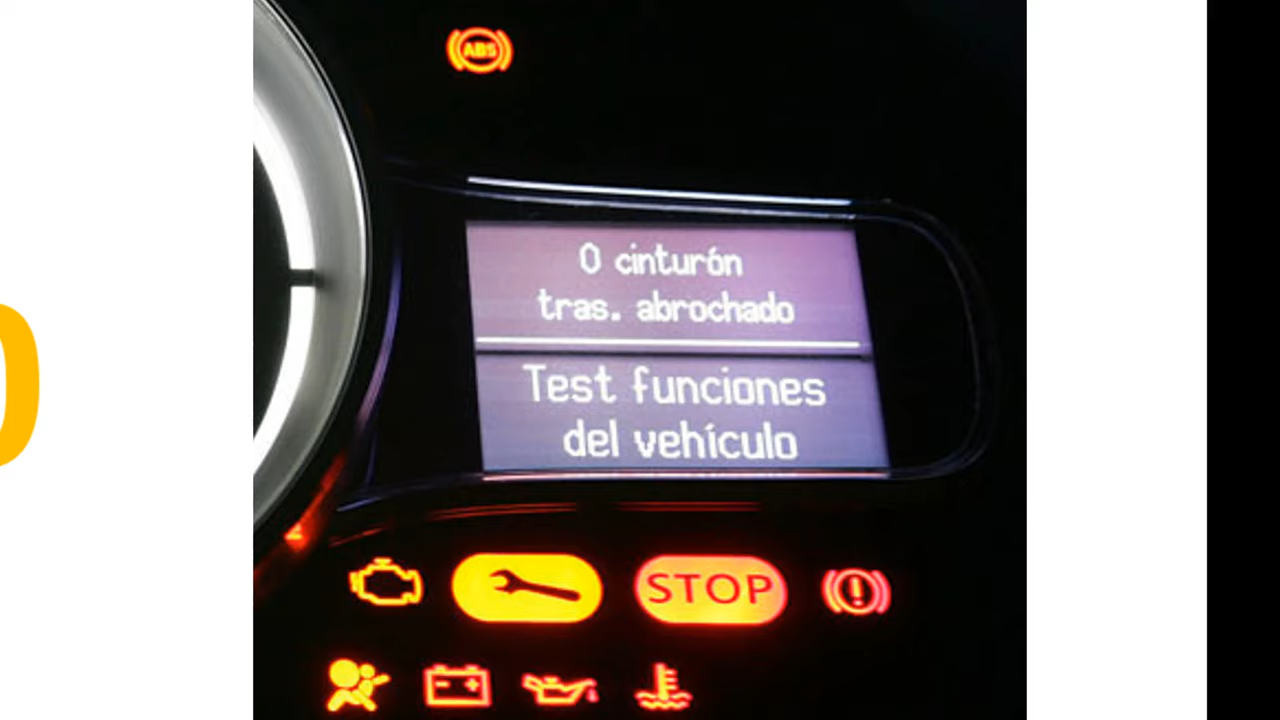 ABS
0 cinturón
tras. abrochado
Test funciones
del vehículo
STOP